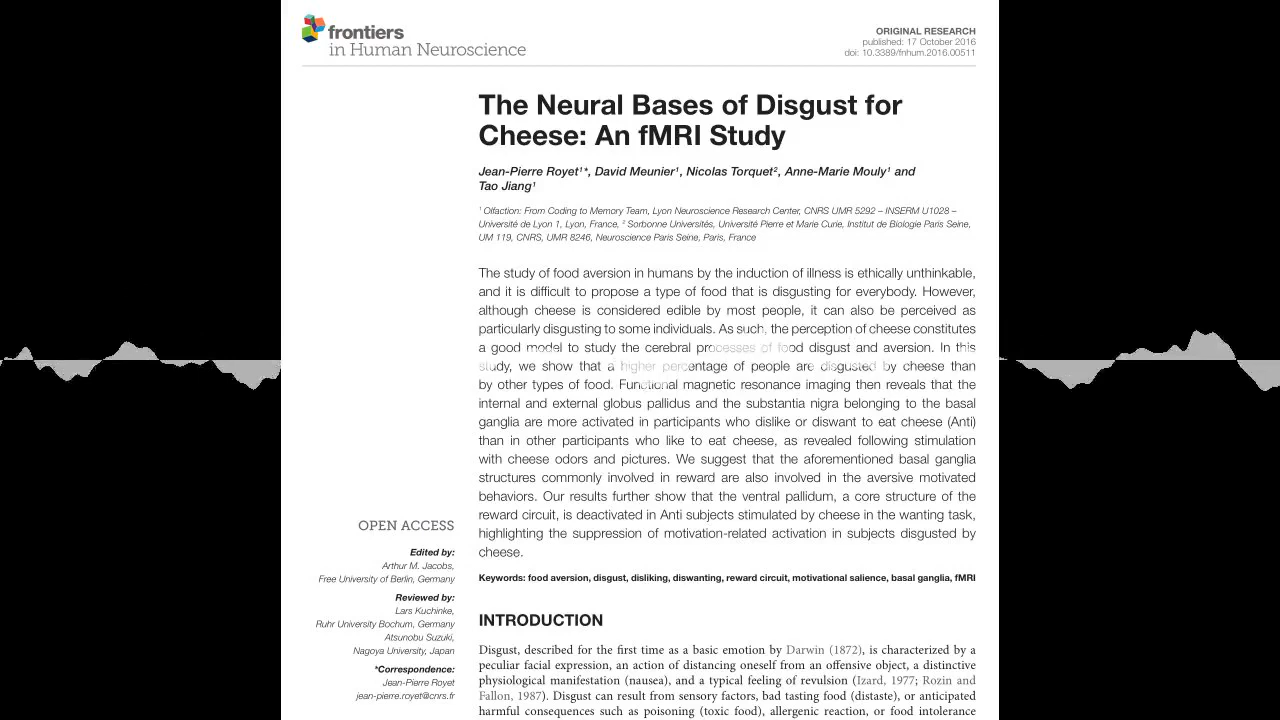 frontiers
in Human Neuroscience
ORIGINAL RESEARCH
published: 17 October 2016
doi: 10.3389/fnhum.2016.00511
The Neural Bases of Disgust for
Cheese: An fMRI Study
Jean-Pierre Royet¹*, David Meunier¹, Nicolas Torquet², Anne-Marie Mouly¹ and
Tao Jiang¹
¹ Olfaction: From Coding to Memory Team, Lyon Neuroscience Research Center, CNRS UMR 5292 – INSERM U1028 –
Université de Lyon 1, Lyon, France, ² Sorbonne Universités, Université Pierre et Marie Curie, Institut de Biologie Paris Seine,
UM 119, CNRS, UMR 8246, Neuroscience Paris Seine, Paris, France
The study of food aversion in humans by the induction of illness is ethically unthinkable,
and it is difficult to propose a type of food that is disgusting for everybody. However,
although cheese is considered edible by most people, it can also be perceived as
particularly disgusting to some individuals. As such, the perception of cheese constitutes
a good model to study the cerebral processes of food disgust and aversion. In this
study, we show that a higher percentage of people are disgusted by cheese than
by other types of food. Functional magnetic resonance imaging then reveals that the
internal and external globus pallidus and the substantia nigra belonging to the basal
ganglia are more activated in participants who dislike or diswant to eat cheese (Anti)
than in other participants who like to eat cheese, as revealed following stimulation
with cheese odors and pictures. We suggest that the aforementioned basal ganglia
structures commonly involved in reward are also involved in the aversive motivated
behaviors. Our results further show that the ventral pallidum, a core structure of the
reward circuit, is deactivated in Anti subjects stimulated by cheese in the wanting task,
highlighting the suppression of motivation-related activation in subjects disgusted by
cheese.
Keywords: food aversion, disgust, disliking, diswanting, reward circuit, motivational salience, basal ganglia, fMRI
OPEN ACCESS
Edited by:
Arthur M. Jacobs,
Free University of Berlin, Germany
Reviewed by:
Lars Kuchinke,
Ruhr University Bochum, Germany
Atsunobu Suzuki,
Nagoya University, Japan
*Correspondence:
Jean-Pierre Royet
jean-pierre.royet@cnrs.fr
INTRODUCTION
Disgust, described for the first time as a basic emotion by Darwin (1872), is characterized by a
peculiar facial expression, an action of distancing oneself from an offensive object, a distinctive
physiological manifestation (nausea), and a typical feeling of revulsion (Izard, 1977; Rozin and
Fallon, 1987). Disgust can result from sensory factors, bad tasting food (distaste), or anticipated
harmful consequences such as poisoning (toxic food), allergenic reaction, or food intolerance